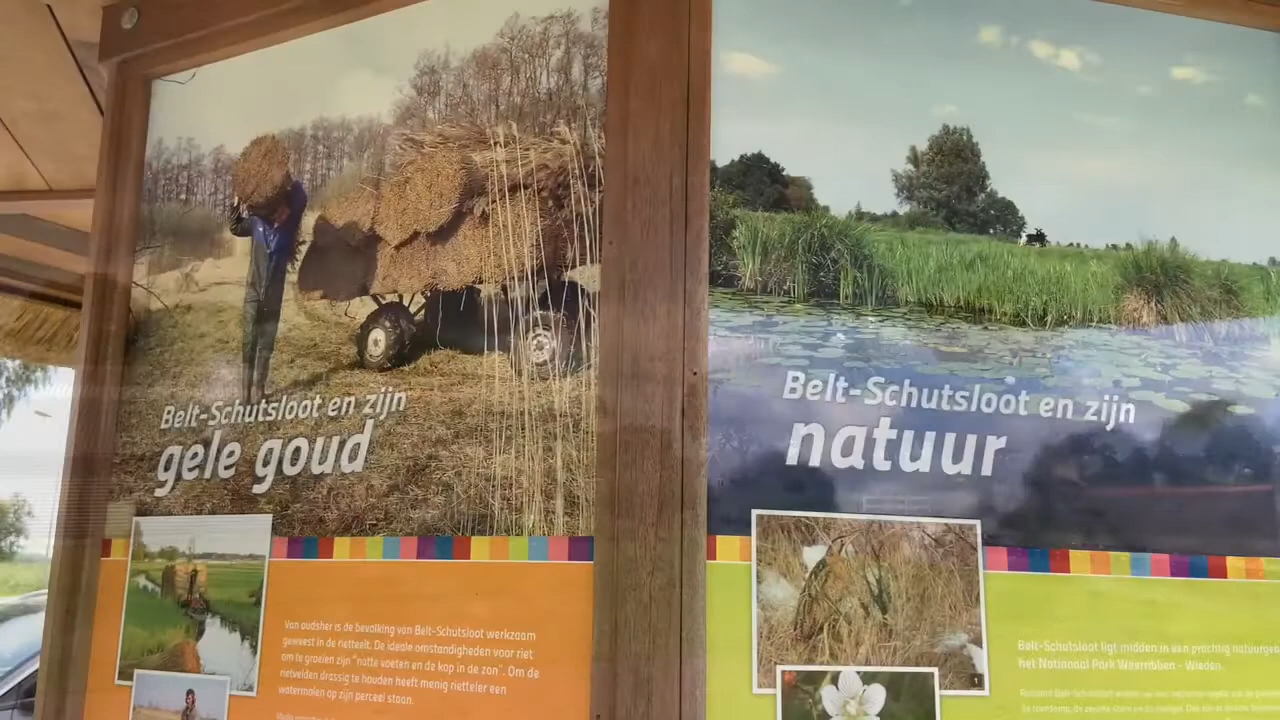 Belt-Schutsloot en zijn
gele goud
Van oudsher is de bevolking van Belt-Schutsloot werkzaam
geweest in de rietteelt. De ideale omstandigheden voor riet
om te groeien zijn "natte voeten en de kop in de zon". Om de
rietvelden drassig te houden heeft menig rietteler een
watermolen op zijn perceel staan.
Belt-Schutsloot en zijn
natuur
1
Belt-Schutsloot ligt midden in een prachtig
het Nationaal Park Weerribben - Wieden.